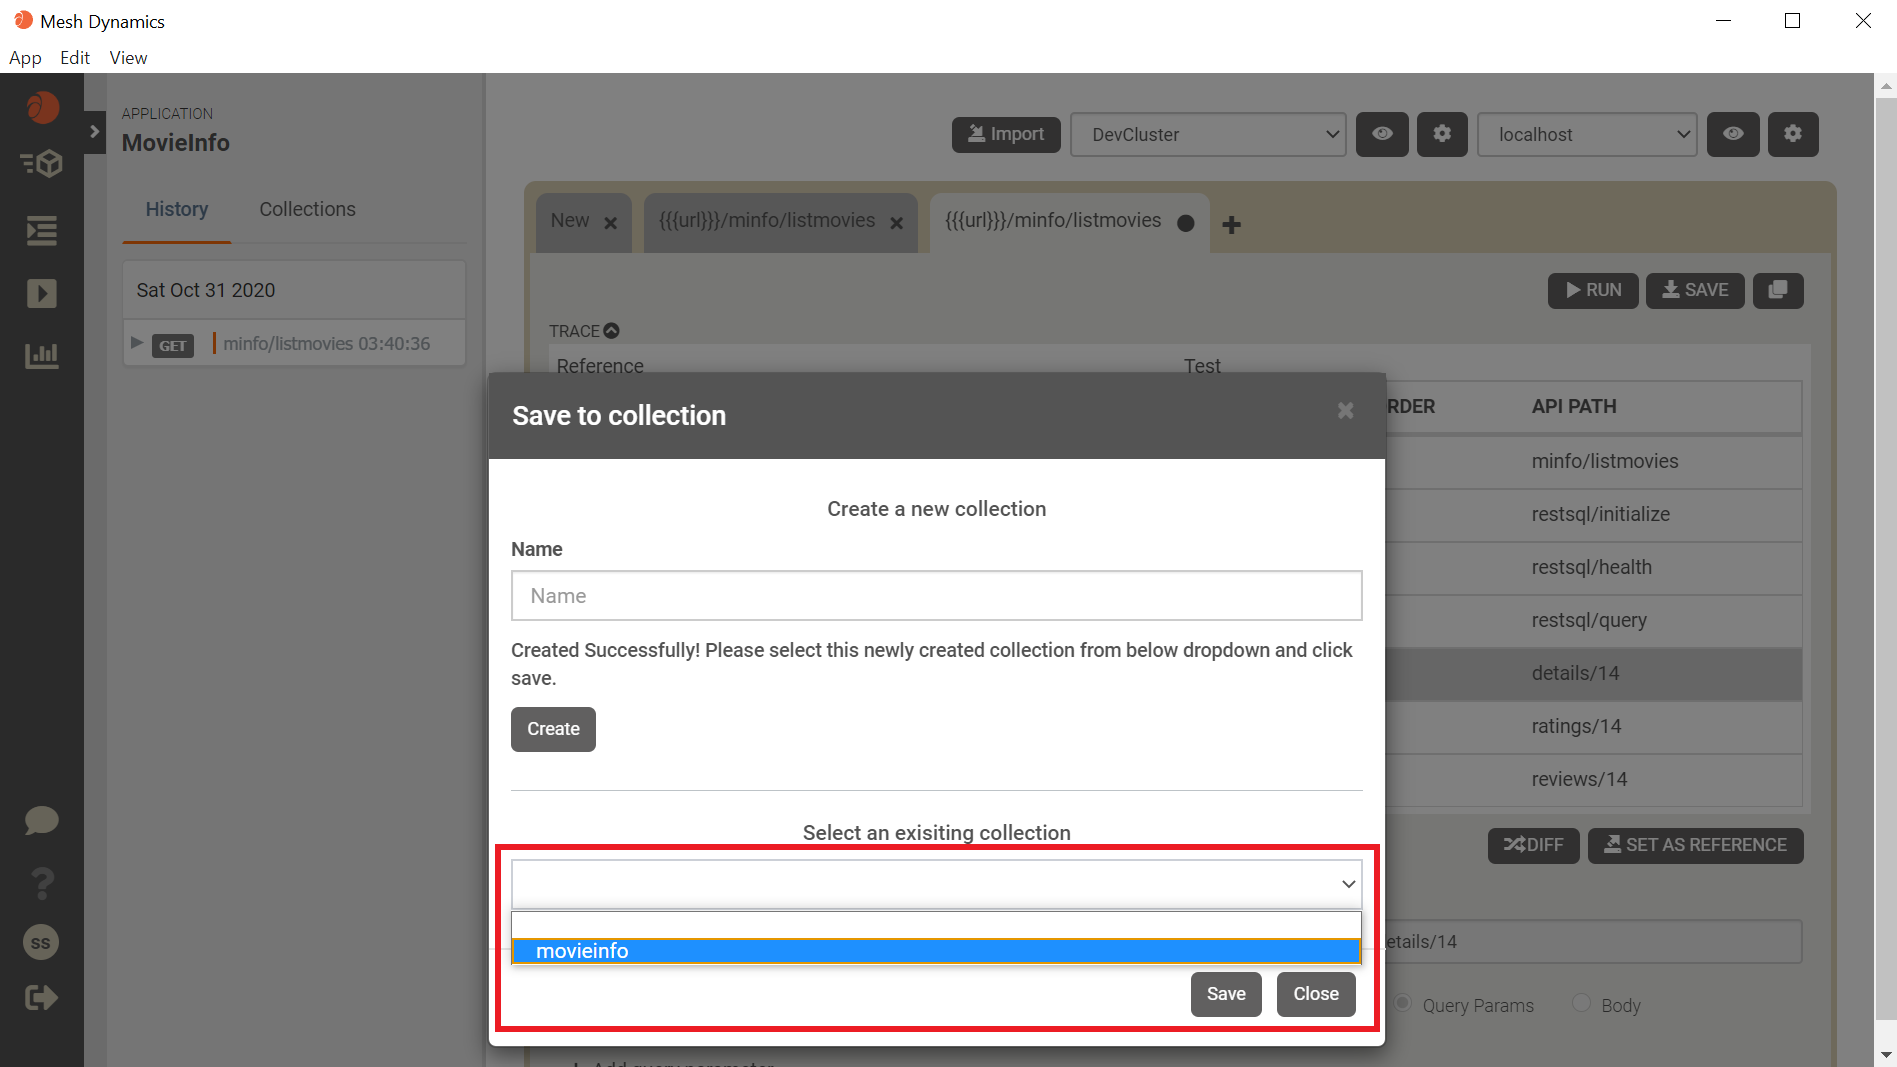 Mesh Dynamics
App Edit View
APPLICATION
MovieInfo
History Collections
Sat Oct 31 2020
GET minfo/listmovies 03:40:36
Import DevCluster localhost
New {{{url}}}/minfo/listmovies {{{url}}}/minfo/listmovies
RUN SAVE
TRACE
Reference Test
RDER API PATH
minfo/listmovies
restsql/initialize
restsql/health
restsql/query
details/14
ratings/14
reviews/14
DIFF SET AS REFERENCE
etails/14
Query Params Body
Save to collection
Create a new collection
Name
Name
Created Successfully! Please select this newly created collection from below dropdown and click
save.
Create
Select an exisiting collection
movieinfo
Save Close
ss
Add query parameter